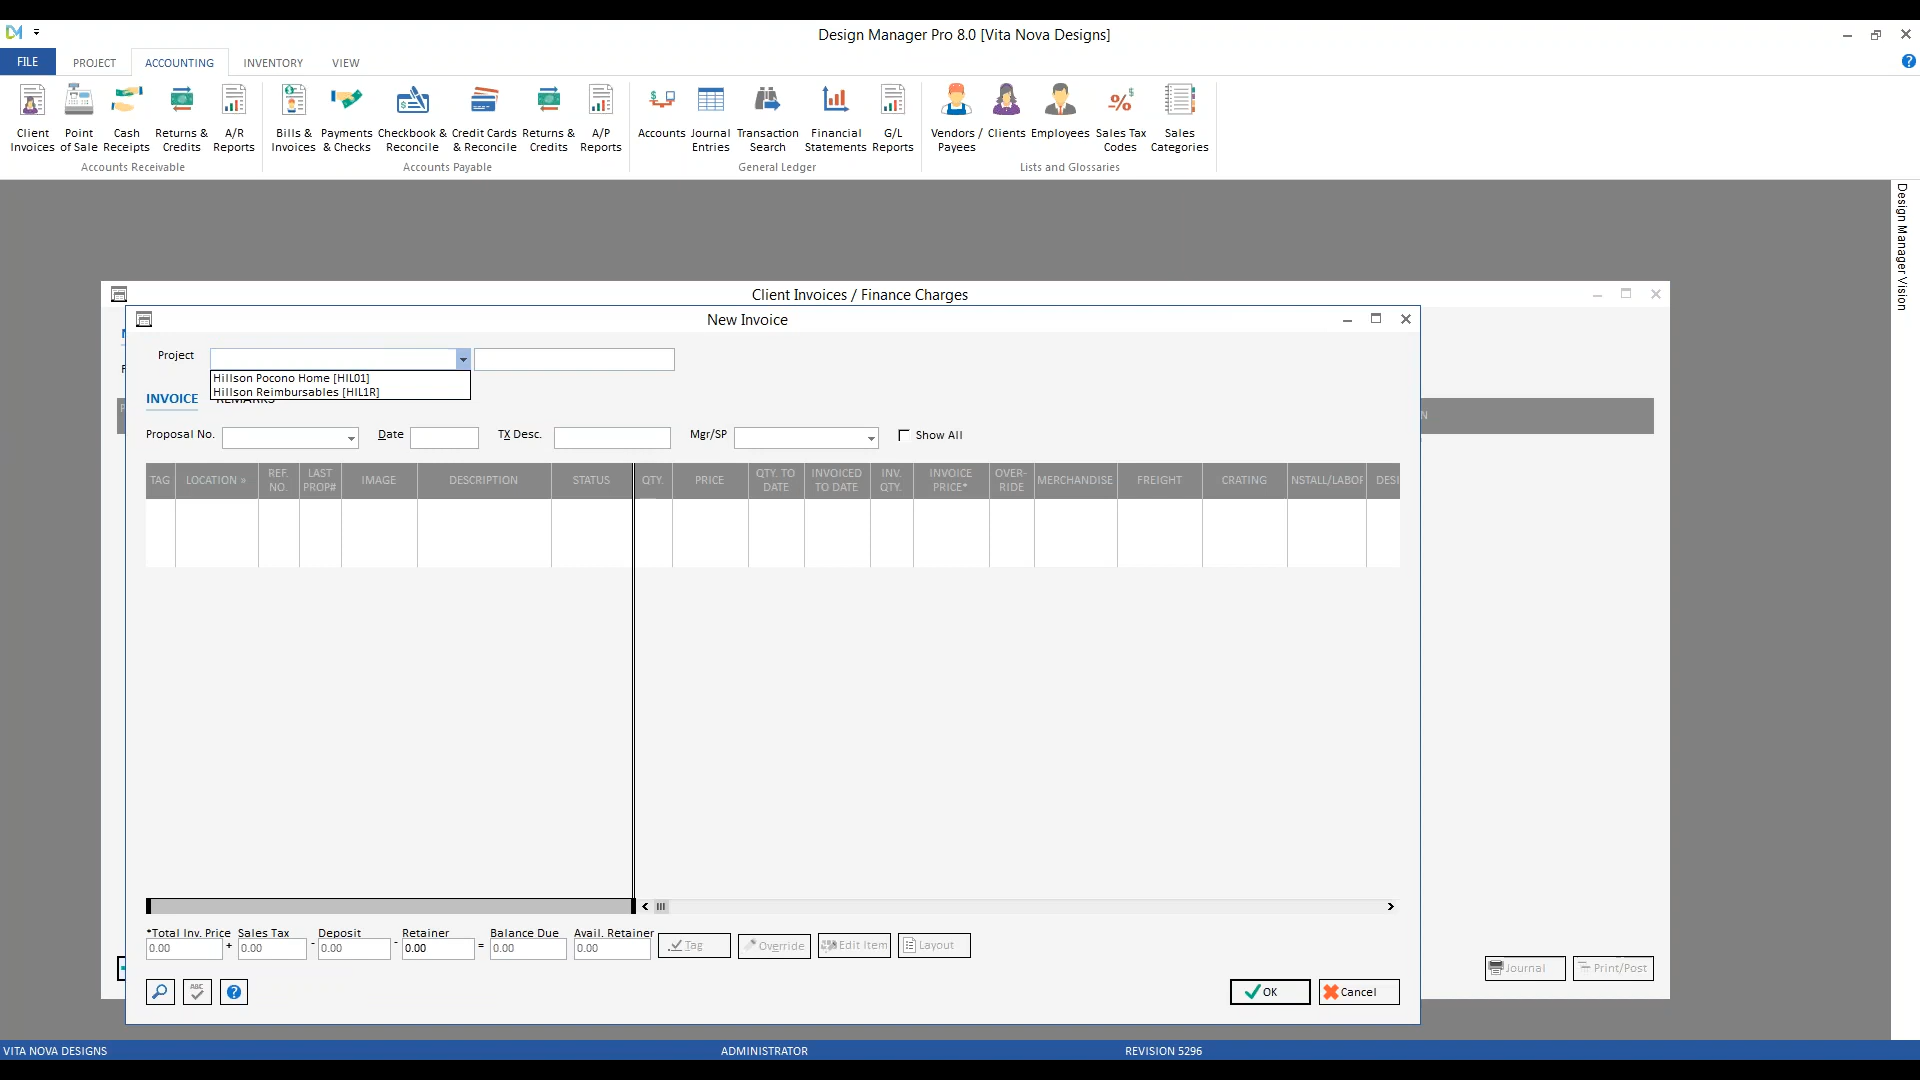 Design Manager Pro 8.0 [Vita Nova Designs]
FILE PROJECT ACCOUNTING INVENTORY VIEW
Client Invoices
Point of Sale
Cash Receipts
Returns & Credits
A/R Reports
Bills & Invoices
Payments & Checks
Checkbook & Reconcile
Credit Cards & Reconcile
Returns & Credits
A/P Reports
Accounts
Journal Entries
Transaction Search
Financial Statements
G/L Reports
Vendors / Payees
Clients
Employees
Sales Tax Codes
Sales Categories
Accounts Receivable
Accounts Payable
General Ledger
Lists and Glossaries
Design Manager Vision
Client Invoices / Finance Charges
New Invoice
Project
Hillson Pocono Home [HIL01]
Hillson Reimbursables [HIL1R]
INVOICE REMARKS
Proposal No. Date TX Desc. Mgr/SP Show All
TAG
LOCATION »
REF. NO.
LAST PROP#
IMAGE
DESCRIPTION
STATUS
QTY.
PRICE
QTY. TO DATE
INVOICED TO DATE
INV. QTY.
INVOICE PRICE*
OVER-RIDE
MERCHANDISE
FREIGHT
CRATING
NSTALL/LABOR
DESI
N
*Total Inv. Price Sales Tax Deposit Retainer Balance Due Avail. Retainer
0.00 + 0.00 - 0.00 - 0.00 = 0.00 0.00
Tag Override Edit Item Layout
Journal Print/Post
ABC ? OK Cancel
VITA NOVA DESIGNS ADMINISTRATOR REVISION 5296